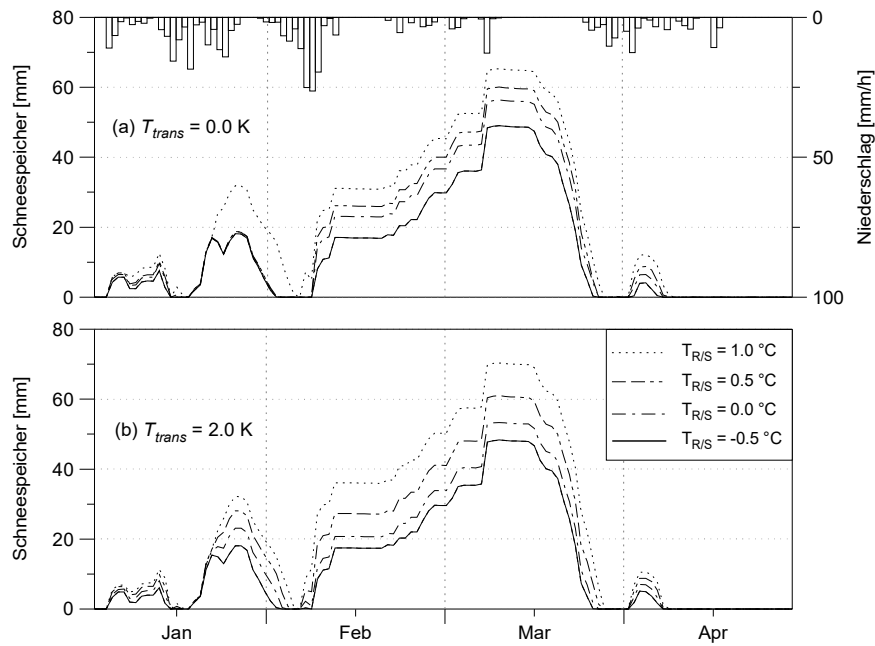 80
60
40
20
0
Schneespeicher [mm]
(a) T_trans = 0.0 K
0
50
100
Niederschlag [mm/h]
80
60
40
20
0
Schneespeicher [mm]
(b) T_trans = 2.0 K
T_R/S = 1.0 °C
T_R/S = 0.5 °C
T_R/S = 0.0 °C
T_R/S = -0.5 °C
Jan Feb Mar Apr